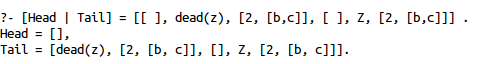 ?- [Head | Tail] = [[ ], dead(z), [2, [b,c]], [ ], Z, [2, [b,c]]] .
Head = [],
Tail = [dead(z), [2, [b, c]], [], Z, [2, [b, c]]].